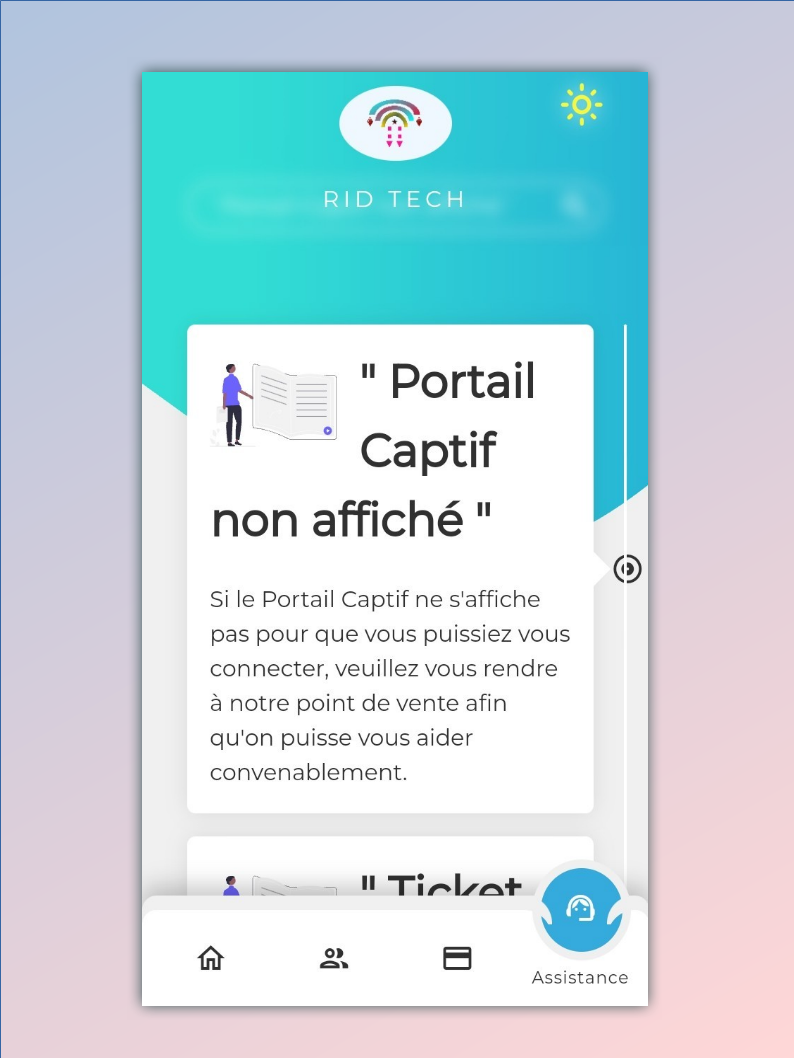 RID TECH
" Portail
Captif
non affiché "
Si le Portail Captif ne s'affiche
pas pour que vous puissiez vous
connecter, veuillez vous rendre
à notre point de vente afin
qu'on puisse vous aider
convenablement.
" Ticket
Assistance